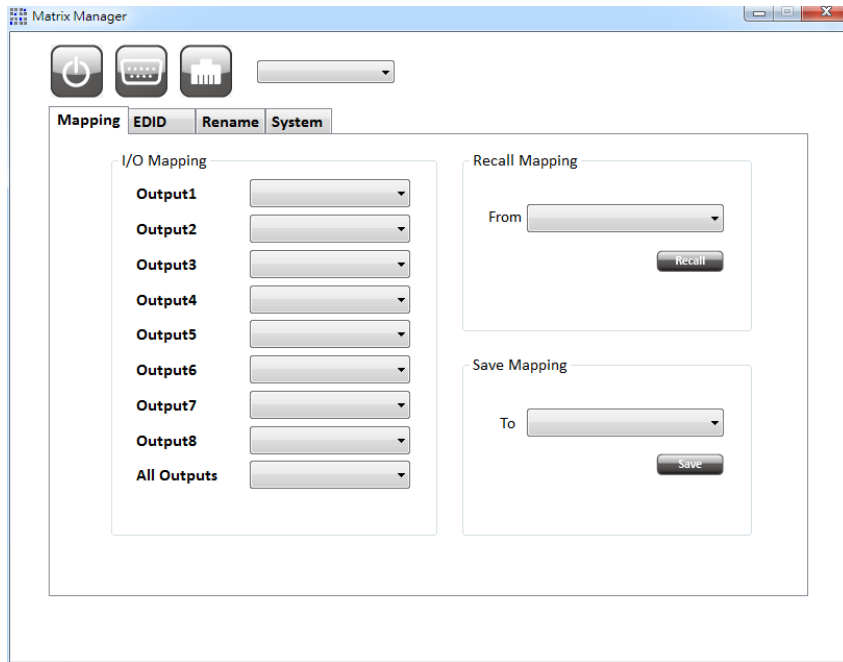 Matrix Manager
Mapping EDID Rename System
I/O Mapping
Output1
Output2
Output3
Output4
Output5
Output6
Output7
Output8
All Outputs
Recall Mapping
From
Recall
Save Mapping
To
Save